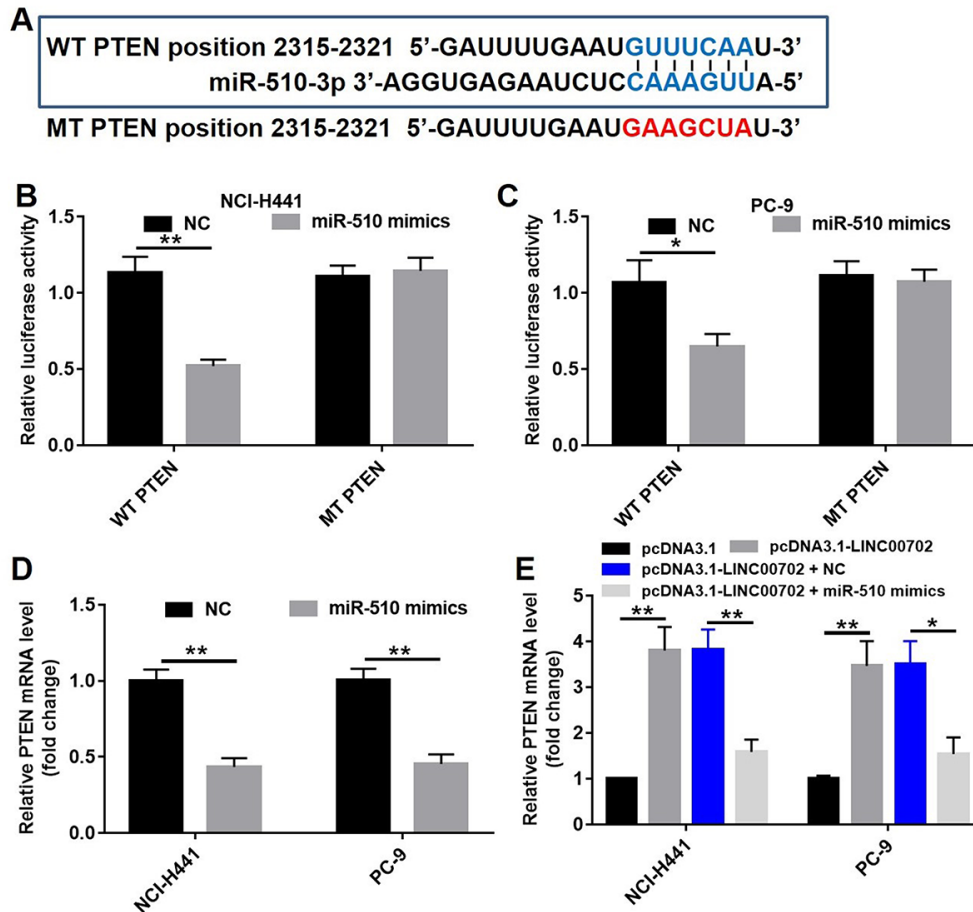 A
WT PTEN position 2315-2321 5’-GAUUUUGAAUGUUUCAAU-3’
miR-510-3p 3’-AGGUGAGAAUCUCCAAAGUUA-5’
MT PTEN position 2315-2321 5’-GAUUUUGAAUGAAGCUAU-3’
B
NCI-H441
NC miR-510 mimics
Relative luciferase activity
1.5
1.0
0.5
0.0
**
WT PTEN
MT PTEN
C
PC-9
NC miR-510 mimics
Relative luciferase activity
1.5
1.0
0.5
0.0
*
WT PTEN
MT PTEN
D
NC miR-510 mimics
Relative PTEN mRNA level
(fold change)
1.5
1.0
0.5
0.0
** **
NCI-H441
PC-9
E
pcDNA3.1 pcDNA3.1-LINC00702
pcDNA3.1-LINC00702 + NC
pcDNA3.1-LINC00702 + miR-510 mimics
Relative PTEN mRNA level
(fold change)
5
4
3
2
1
0
** ** ** *
NCI-H441
PC-9